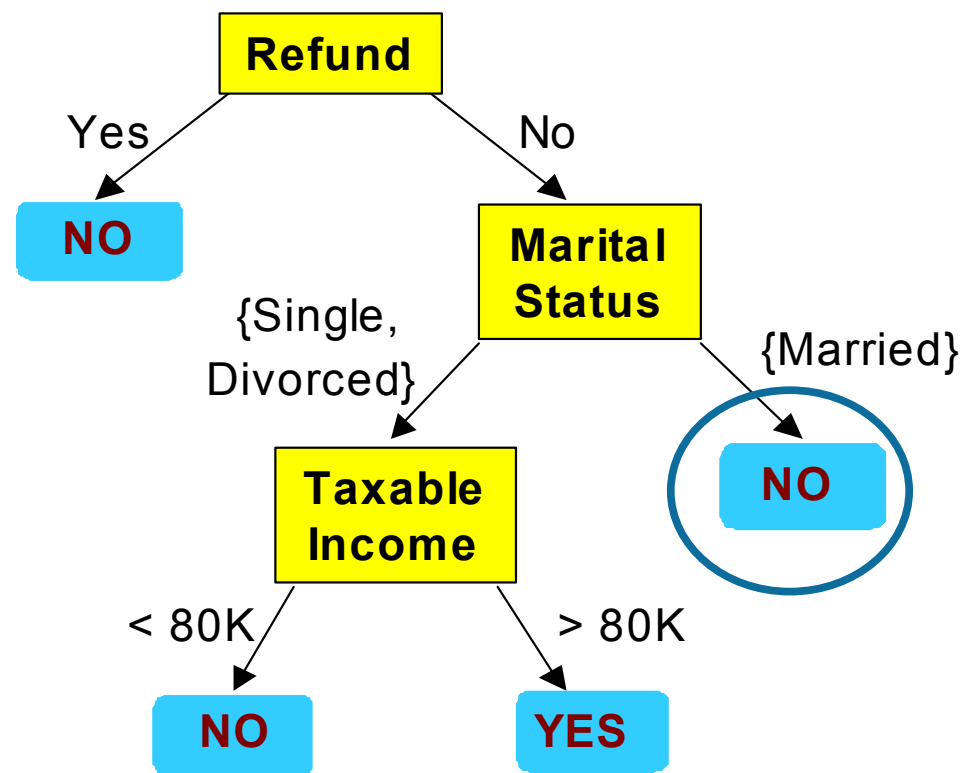 Refund
Yes
No
NO
Marital
Status
{Single,
Divorced}
{Married}
Taxable
Income
NO
< 80K
> 80K
NO
YES